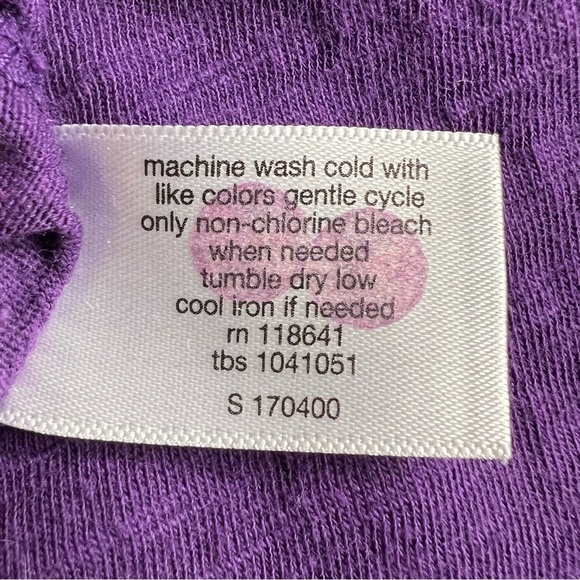 machine wash cold with
like colors gentle cycle
only non-chlorine bleach
when needed
tumble dry low
cool iron if needed
rn 118641
tbs 1041051
S 170400